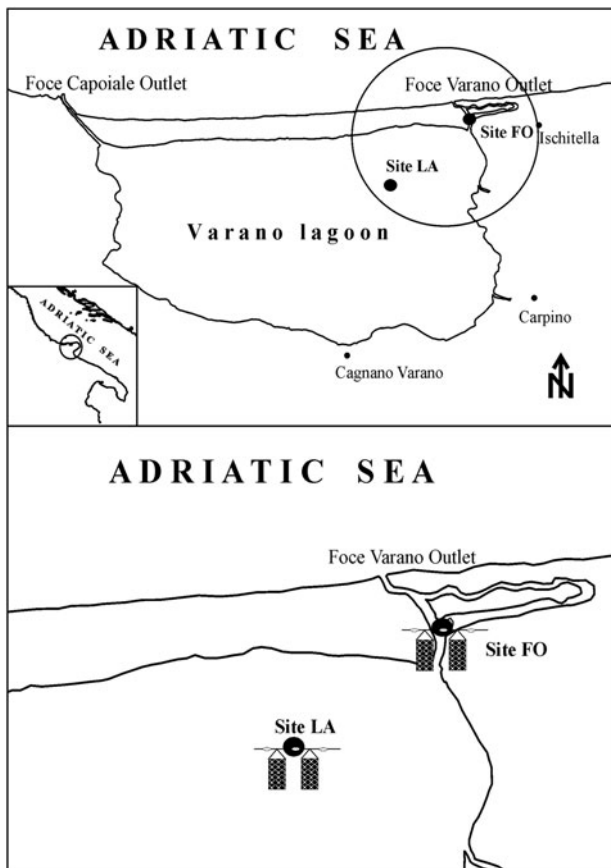 ADRIATIC SEA
Foce Capoiale Outlet
Foce Varano Outlet
Site FO
Ischitella
Site LA
Varano lagoon
ADRIATIC SEA
Carpino
Cagnano Varano
N
ADRIATIC SEA
Foce Varano Outlet
Site FO
Site LA